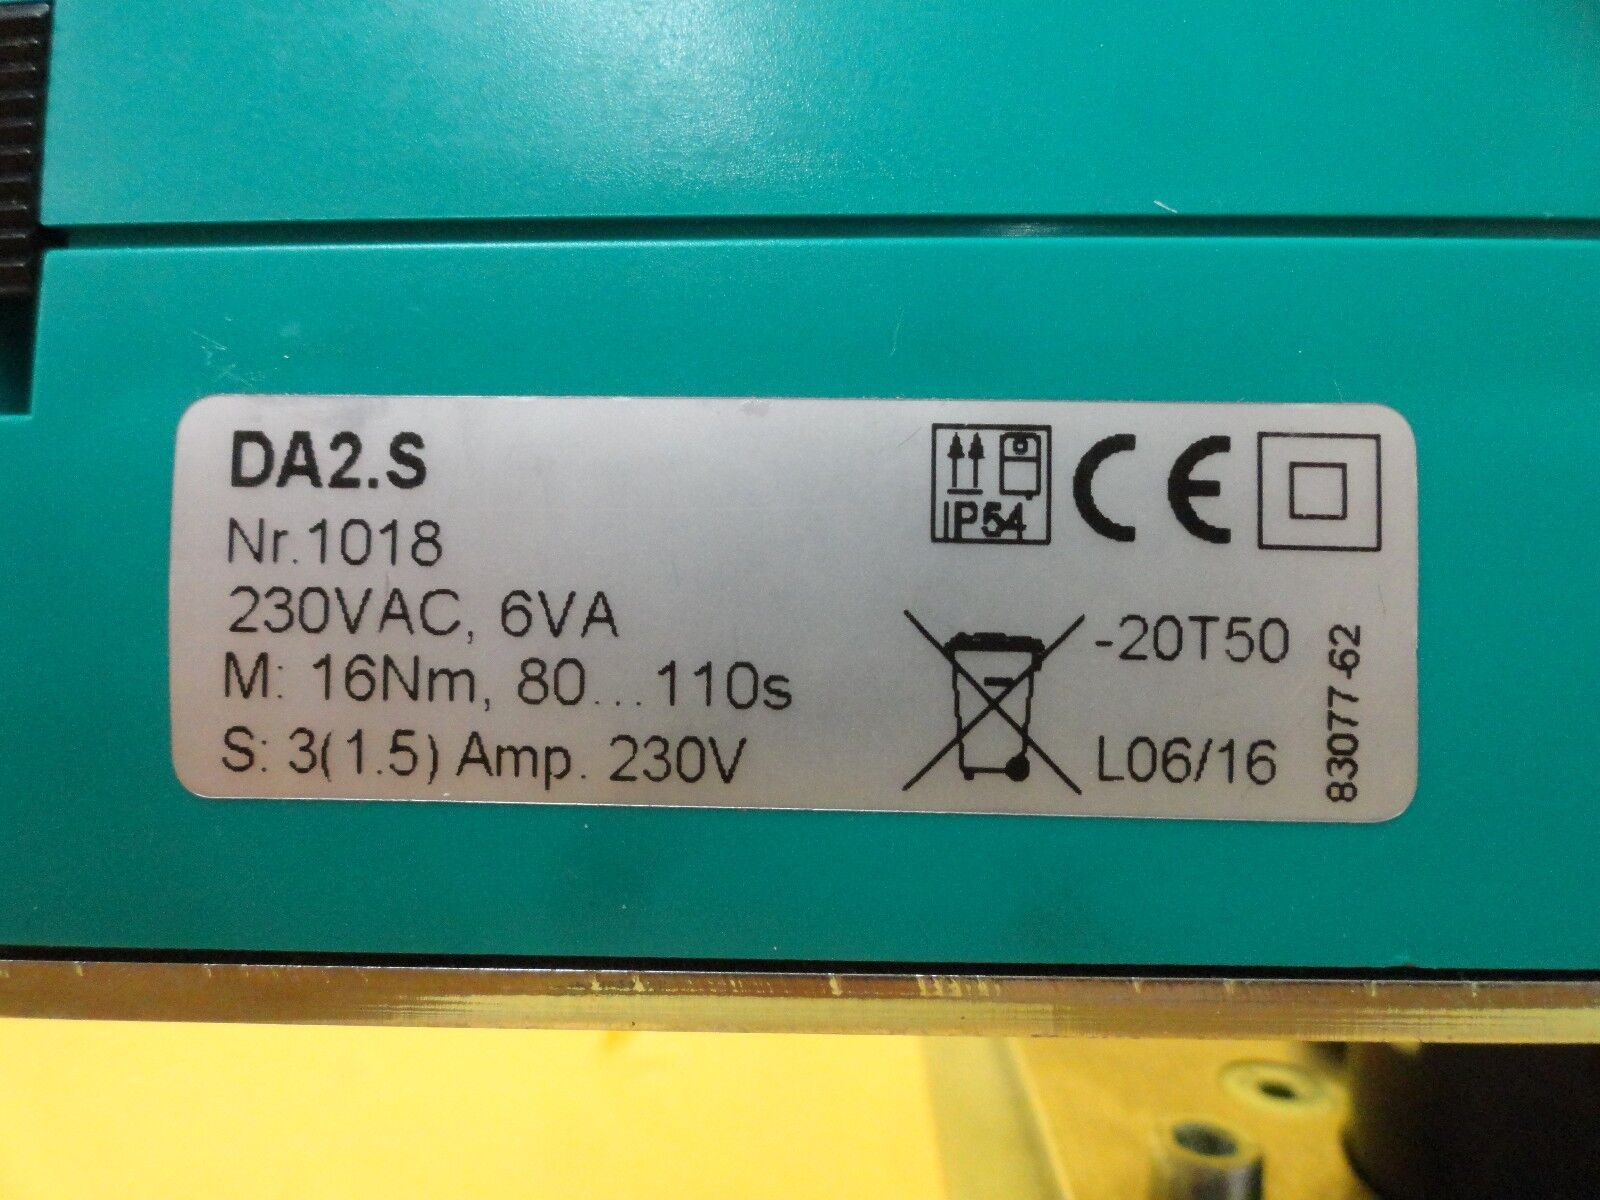 DA2.S
Nr.1018
230VAC, 6VA
M: 16Nm, 80...110s
S: 3(1.5) Amp. 230V
IP54
CE
-20T50
L06/16
83077-62